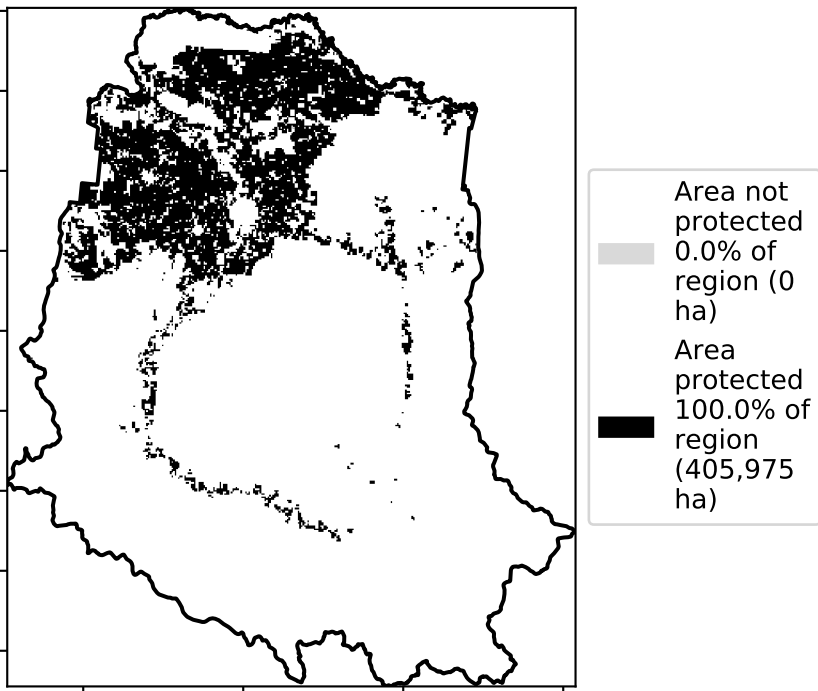 Area not
protected
0.0% of
region (0
ha)
Area
protected
100.0% of
region
(405,975
ha)